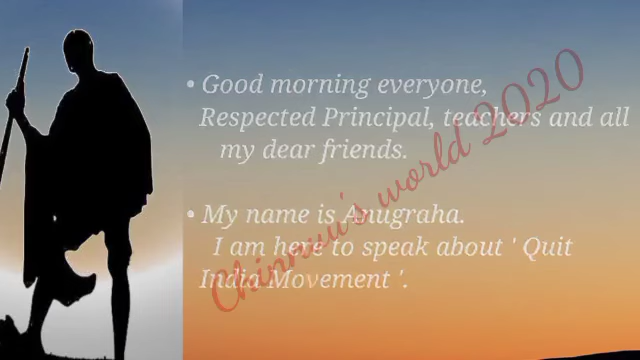 • Good morning everyone,
Respected Principal, teachers and all
my dear friends.
• My name is Anugraha.
I am here to speak about ' Quit
India Movement '.
Chinnuu's world 2020